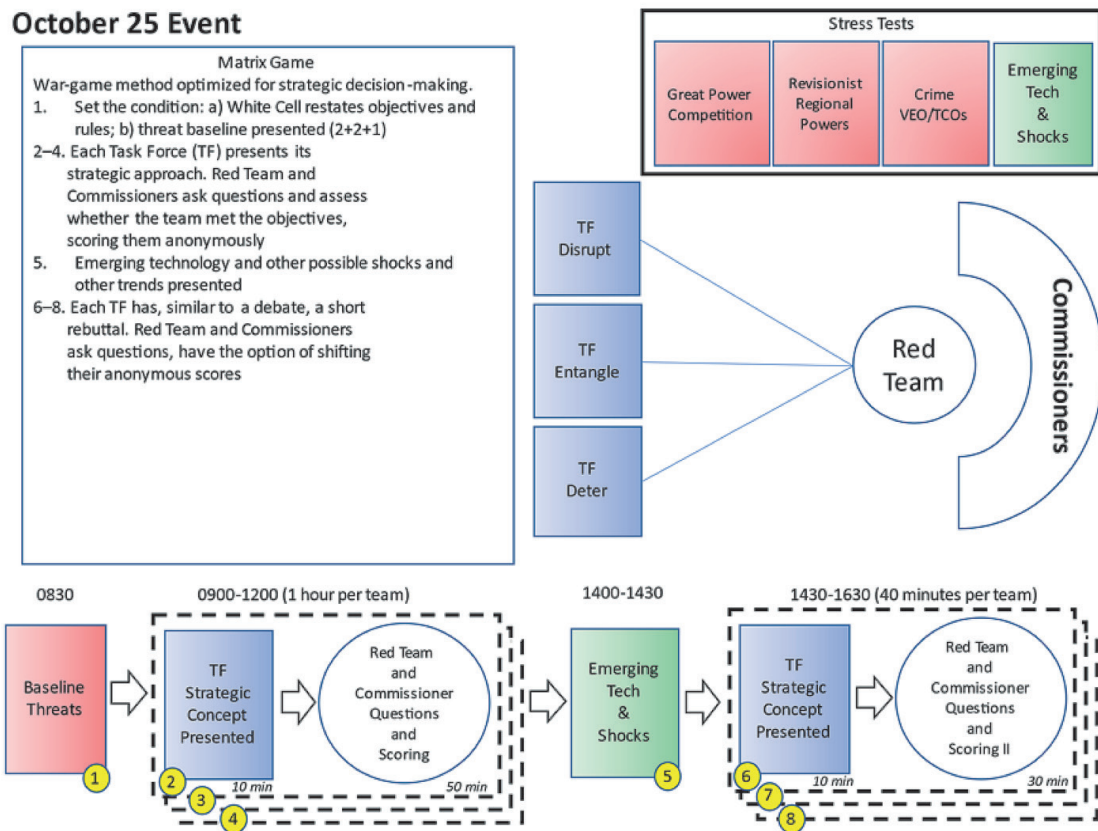 October 25 Event
Matrix Game
War-game method optimized for strategic decision-making.
1. Set the condition: a) White Cell restates objectives and
rules; b) threat baseline presented (2+2+1)
2–4. Each Task Force (TF) presents its
strategic approach. Red Team and
Commissioners ask questions and assess
whether the team met the objectives,
scoring them anonymously
5. Emerging technology and other possible shocks and
other trends presented
6–8. Each TF has, similar to a debate, a short
rebuttal. Red Team and Commissioners
ask questions, have the option of shifting
their anonymous scores
Stress Tests
Great Power
Competition
Revisionist
Regional
Powers
Crime
VEO/TCOs
Emerging
Tech
&
Shocks
TF
Disrupt
TF
Entangle
TF
Deter
Red
Team
Commissioners
0830
Baseline
Threats
1
0900-1200 (1 hour per team)
TF
Strategic
Concept
Presented
10 min
Red Team
and
Commissioner
Questions
and
Scoring
50 min
2
3
4
1400-1430
Emerging
Tech
&
Shocks
5
1430-1630 (40 minutes per team)
TF
Strategic
Concept
Presented
10 min
Red Team
and
Commissioner
Questions
and
Scoring II
30 min
6
7
8